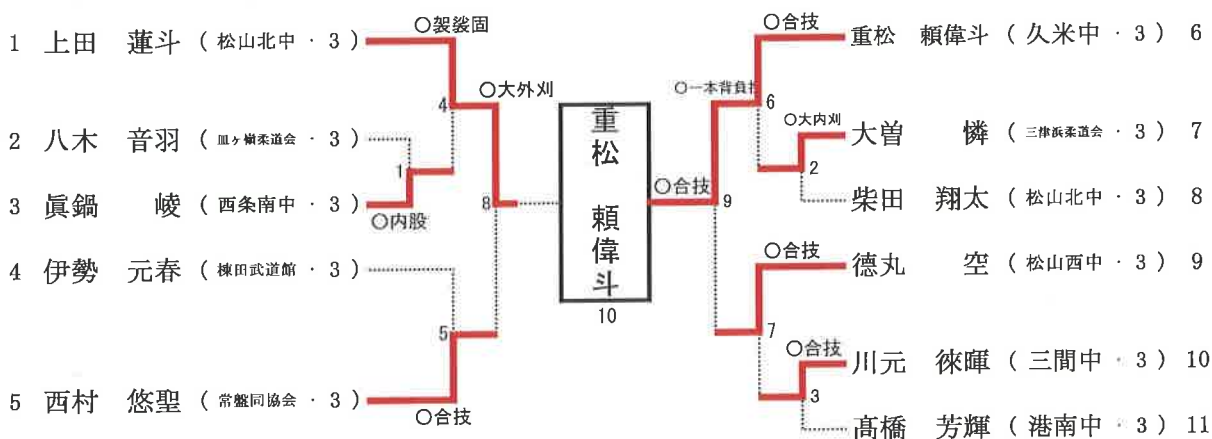 1 上田 蓮斗 ( 松山北中 ・ 3 )
2 八木 音羽 ( 皿ヶ嶺柔道会 ・ 3 )
3 眞鍋 崚 ( 西条南中 ・ 3 )
4 伊勢 元春 ( 棟田武道館 ・ 3 )
5 西村 悠聖 ( 常盤同協会 ・ 3 )
○袈裟固
4
○大外刈
1
○内股
8
5
○合技
重松 頼偉斗
10
○合技
○合技
○一本背負投
6
○大内刈
2
9
○合技
7
○合技
3
重松 頼偉斗 ( 久米中 ・ 3 ) 6
大曽 憐 ( 三津浜柔道会 ・ 3 ) 7
柴田 翔太 ( 松山北中 ・ 3 ) 8
德丸 空 ( 松山西中 ・ 3 ) 9
川元 徠暉 ( 三間中 ・ 3 ) 10
髙橋 芳輝 ( 港南中 ・ 3 ) 11